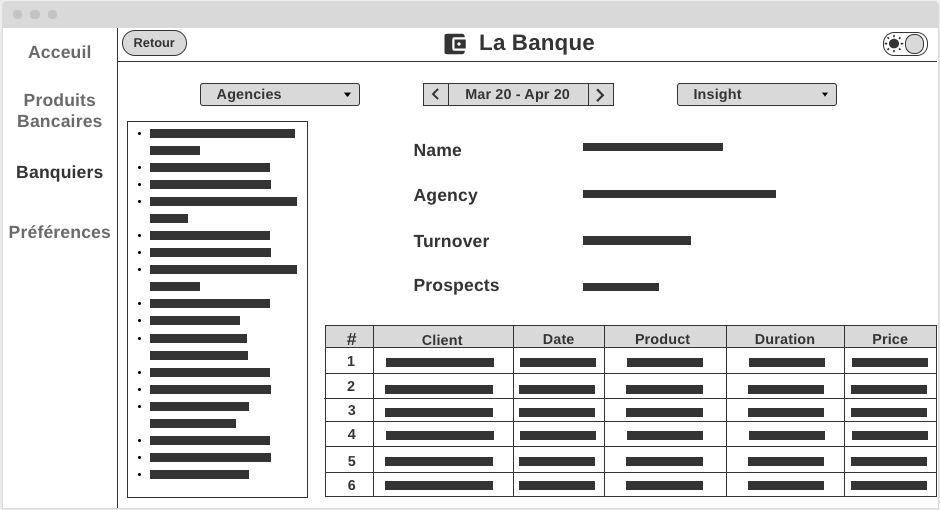 Retour
La Banque
Acceuil
Produits
Bancaires
Banquiers
Préférences
Agencies
Mar 20 - Apr 20
Insight
Name
Agency
Turnover
Prospects
# Client Date Product Duration Price
1
2
3
4
5
6